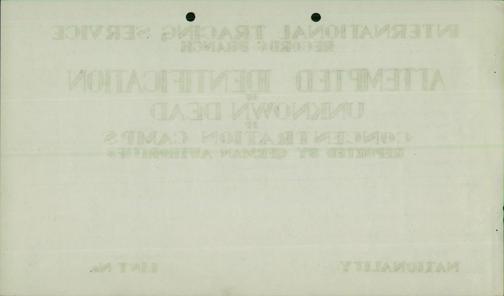 INTERNATIONAL TRACING SERVICE
RECORDS BRANCH
ATTEMPTED IDENTIFICATION
OF
UNKNOWN DEAD
OF
CONCENTRATION CAMPS
REPORTED BY GERMAN AUTHORITIES
NATIONALITY LIST No.